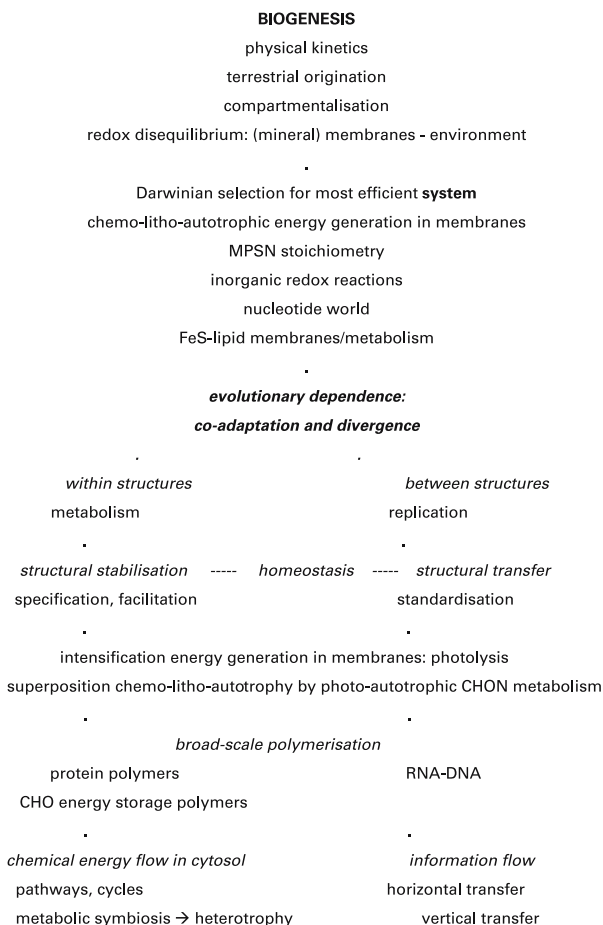 BIOGENESIS
physical kinetics
terrestrial origination
compartmentalisation
redox disequilibrium: (mineral) membranes - environment
.
Darwinian selection for most efficient system
chemo-litho-autotrophic energy generation in membranes
MPSN stoichiometry
inorganic redox reactions
nucleotide world
FeS-lipid membranes/metabolism
.
evolutionary dependence:
co-adaptation and divergence
. .
within structures between structures
metabolism replication
. .
structural stabilisation ----- homeostasis ----- structural transfer
specification, facilitation standardisation
. .
intensification energy generation in membranes: photolysis
superposition chemo-litho-autotrophy by photo-autotrophic CHON metabolism
. .
broad-scale polymerisation
protein polymers RNA-DNA
CHO energy storage polymers
. .
chemical energy flow in cytosol information flow
pathways, cycles horizontal transfer
metabolic symbiosis → heterotrophy vertical transfer